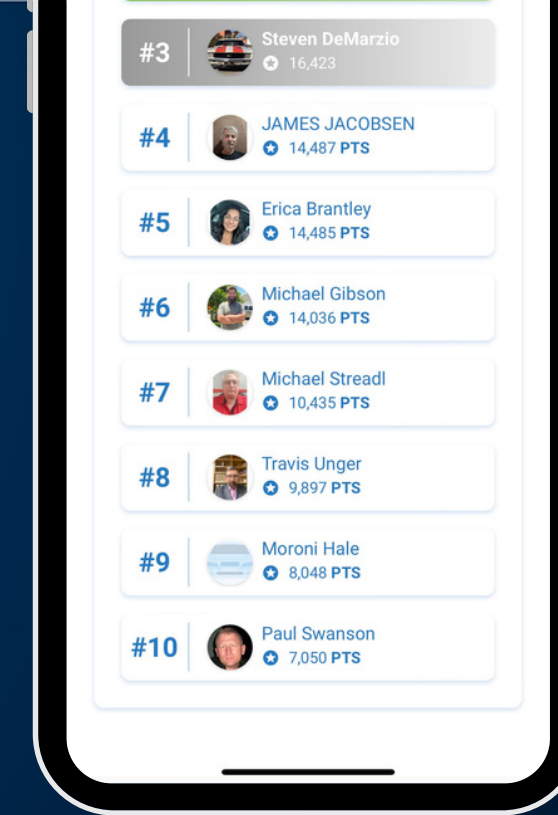 #3
Steven DeMarzio
16,423
#4
JAMES JACOBSEN
14,487 PTS
#5
Erica Brantley
14,485 PTS
#6
Michael Gibson
14,036 PTS
#7
Michael Streadl
10,435 PTS
#8
Travis Unger
9,897 PTS
#9
Moroni Hale
8,048 PTS
#10
Paul Swanson
7,050 PTS